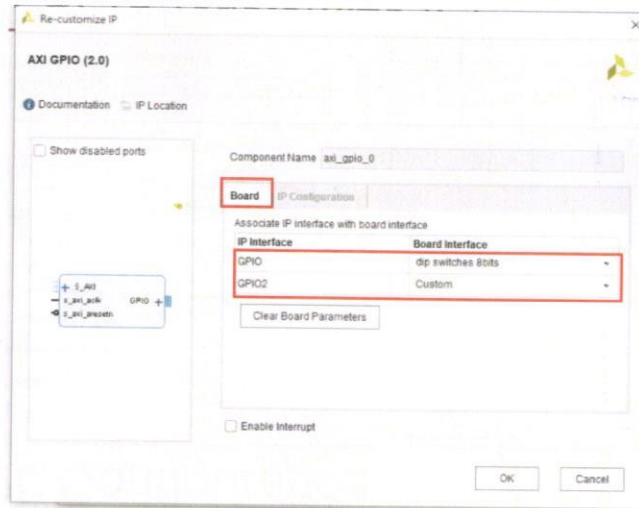 Re-customize IP
AXI GPIO (2.0)
Documentation IP Location
Show disabled ports
Component Name axi_gpio_0
Board IP Configuration
Associate IP interface with board interface
IP Interface Board Interface
GPIO dip switches 8bits
GPIO2 Custom
Clear Board Parameters
+ S_AXI
s_axi_aclk GPIO +
s_axi_aresetn
Enable Interrupt
OK Cancel